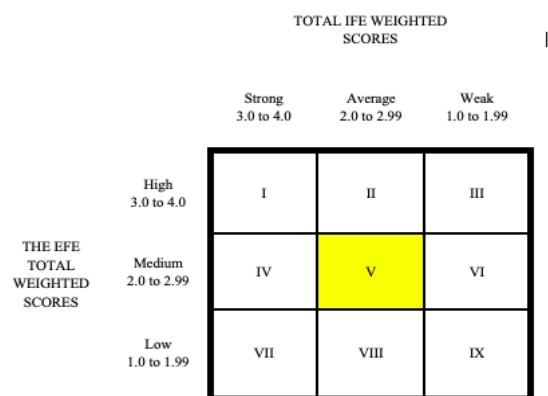 TOTAL IFE WEIGHTED
SCORES
Strong
3.0 to 4.0
Average
2.0 to 2.99
Weak
1.0 to 1.99
High
3.0 to 4.0
I
II
III
THE EFE
TOTAL
WEIGHTED
SCORES
Medium
2.0 to 2.99
IV
V
VI
Low
1.0 to 1.99
VII
VIII
IX